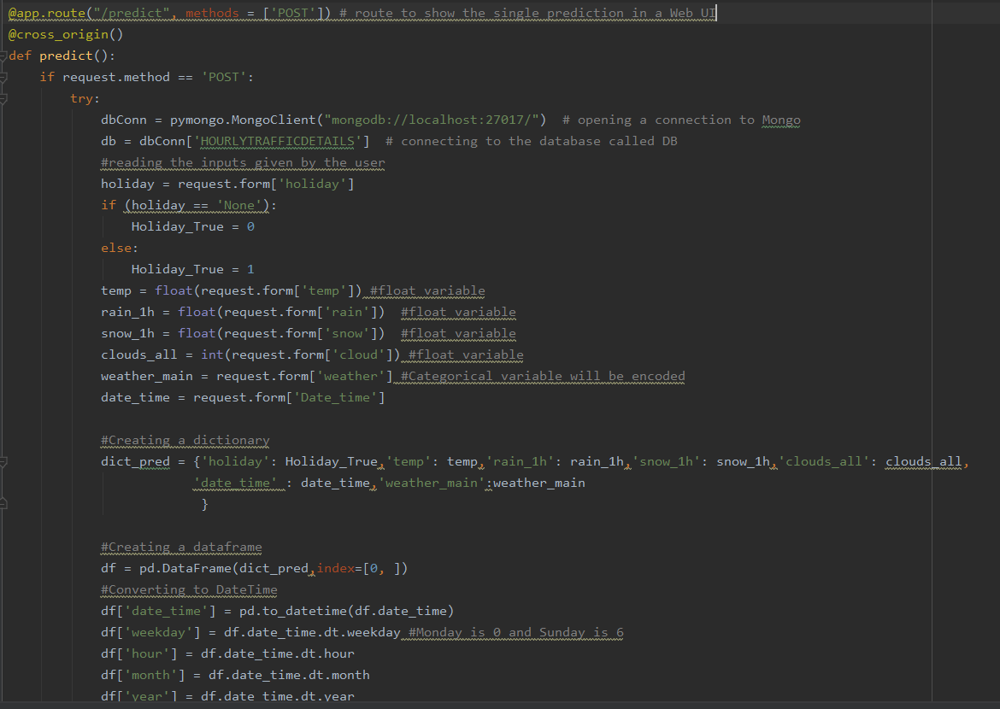 @app.route("/predict", methods = ['POST']) # route to show the single prediction in a Web UI
@cross_origin()
def predict():
    if request.method == 'POST':
        try:
            dbConn = pymongo.MongoClient("mongodb://localhost:27017/")  # opening a connection to Mongo
            db = dbConn['HOURLYTRAFFICDETAILS']  # connecting to the database called DB
            #reading the inputs given by the user
            holiday = request.form['holiday']
            if (holiday == 'None'):
                Holiday_True = 0
            else:
                Holiday_True = 1
            temp = float(request.form['temp']) #float variable
            rain_1h = float(request.form['rain'])  #float variable
            snow_1h = float(request.form['snow'])  #float variable
            clouds_all = int(request.form['cloud']) #float variable
            weather_main = request.form['weather'] #Categorical variable will be encoded
            date_time = request.form['Date_time']

            #Creating a dictionary
            dict_pred = {'holiday': Holiday_True,'temp': temp,'rain_1h': rain_1h,'snow_1h': snow_1h,'clouds_all': clouds_all,
                        'date_time' : date_time,'weather_main':weather_main
                         }

            #Creating a dataframe
            df = pd.DataFrame(dict_pred,index=[0, ])
            #Converting to DateTime
            df['date_time'] = pd.to_datetime(df.date_time)
            df['weekday'] = df.date_time.dt.weekday #Monday is 0 and Sunday is 6
            df['hour'] = df.date_time.dt.hour
            df['month'] = df.date_time.dt.month
            df['year'] = df.date_time.dt.year